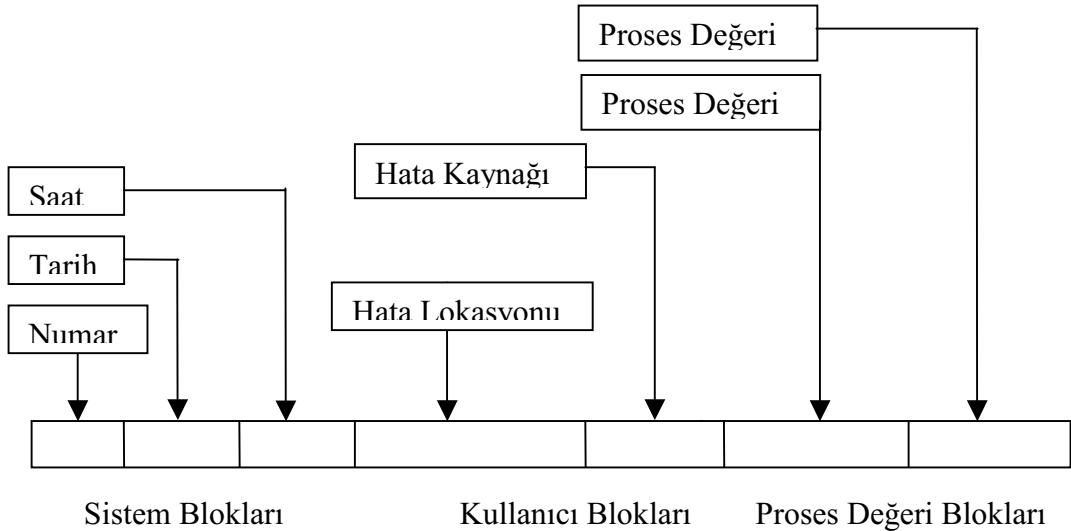 Proses Değeri
Proses Değeri
Hata Kaynağı
Saat
Tarih
Hata Lokasyonu
Numar
Sistem Blokları
Kullanıcı Blokları
Proses Değeri Blokları